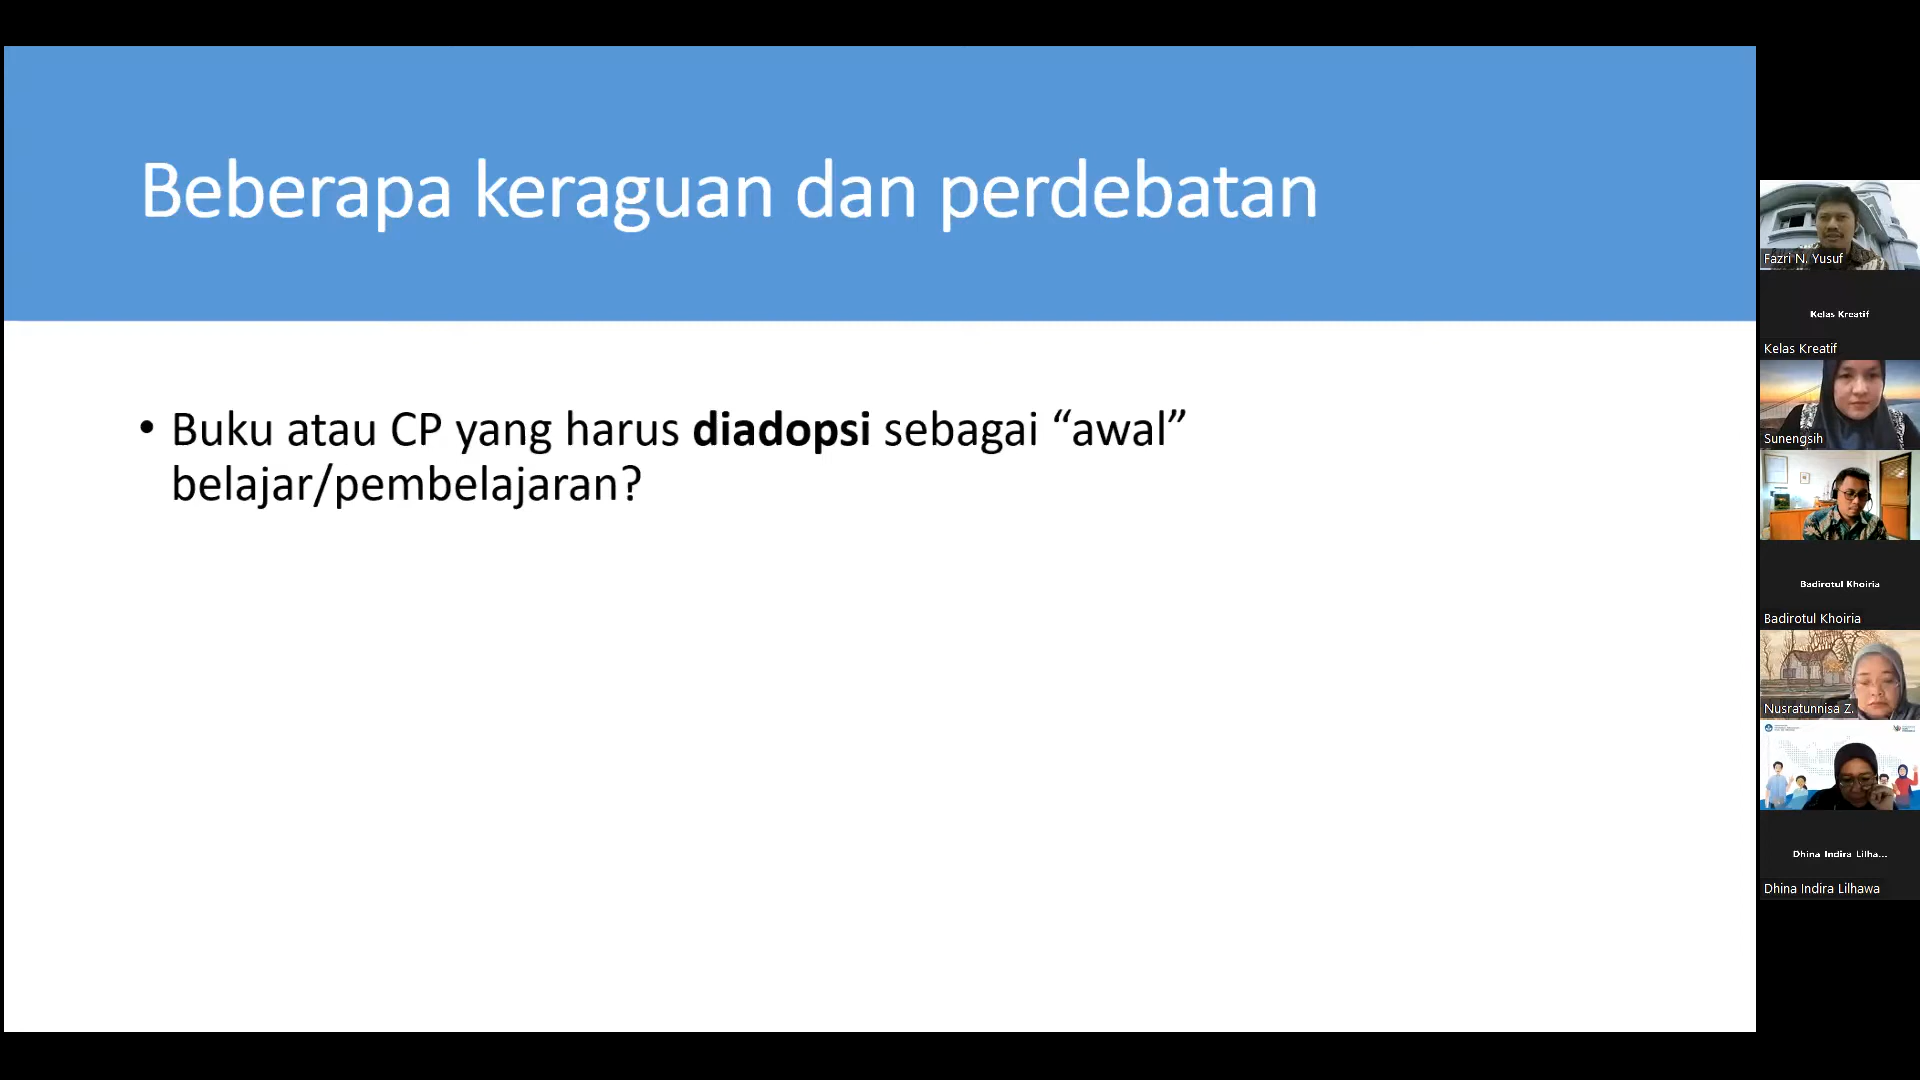 Beberapa keraguan dan perdebatan
• Buku atau CP yang harus diadopsi sebagai “awal”
belajar/pembelajaran?
Fazri N. Yusuf
Kelas Kreatif
Kelas Kreatif
Sunengsih
Badirotul Khoiria
Badirotul Khoiria
Nusratunnisa Z.
Dhina Indira Lilha...
Dhina Indira Lilhawa